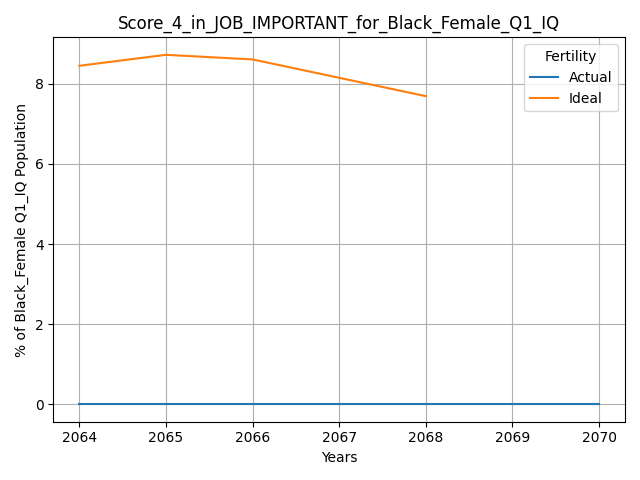 Score_4_in_JOB_IMPORTANT_for_Black_Female_Q1_IQ
% of Black_Female Q1_IQ Population
8
6
4
2
0
Fertility
Actual
Ideal
2064 2065 2066 2067 2068 2069 2070
Years